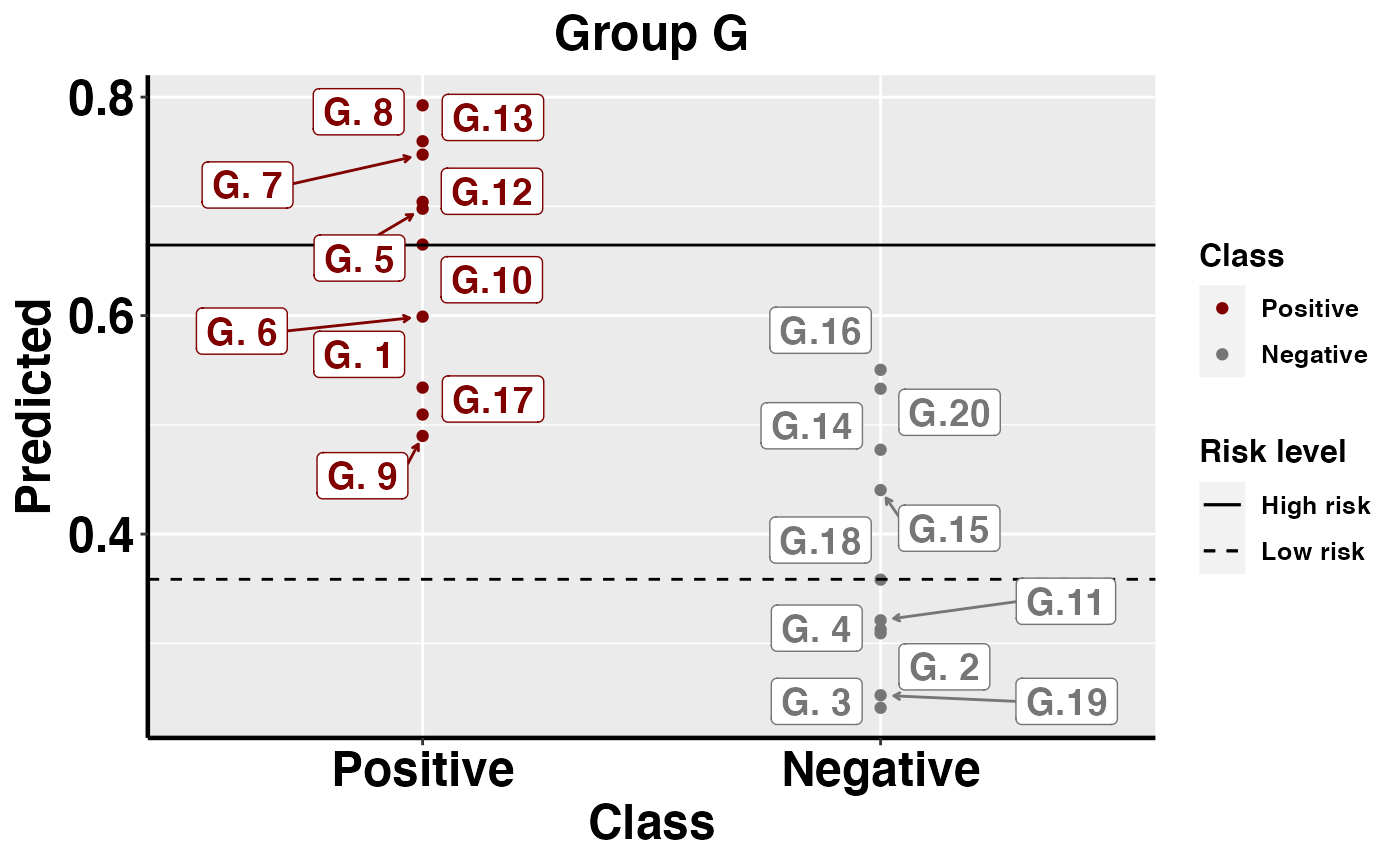 Group G
Predicted
0.8
0.6
0.4
G. 8
G.13
G. 7
G.12
G. 5
G.10
G. 6
G. 1
G.17
G. 9
G.16
G.20
G.14
G.15
G.18
G.11
G. 4
G. 2
G. 3
G.19
Positive
Negative
Class
Class
Positive
Negative
Risk level
High risk
Low risk